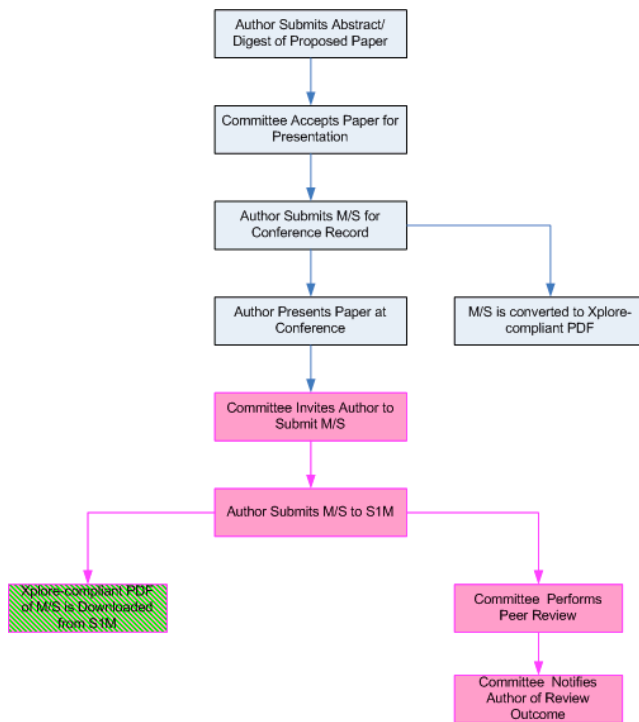 Author Submits Abstract/
Digest of Proposed Paper
Committee Accepts Paper for
Presentation
Author Submits M/S for
Conference Record
Author Presents Paper at
Conference
M/S is converted to Xplore-
compliant PDF
Committee Invites Author to
Submit M/S
Author Submits M/S to S1M
Xplore-compliant PDF
of M/S is Downloaded
from S1M
Committee Performs
Peer Review
Committee Notifies
Author of Review
Outcome